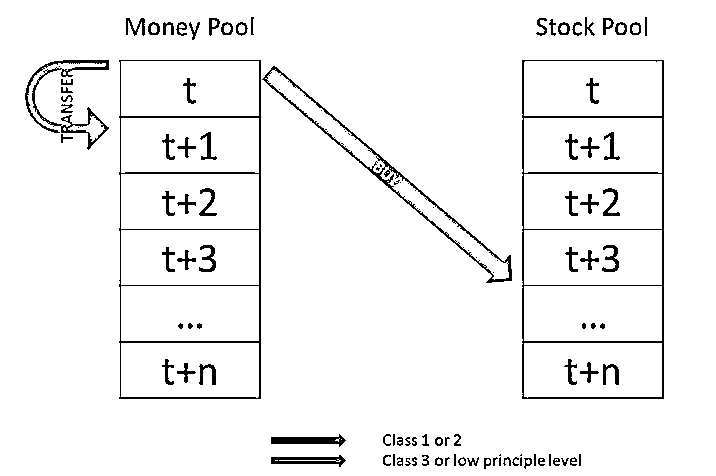 Money Pool
Stock Pool
TRANSFER
t
t+1
t+2
t+3
...
t+n
BUY
t
t+1
t+2
t+3
...
t+n
Class 1 or 2
Class 3 or low principle level